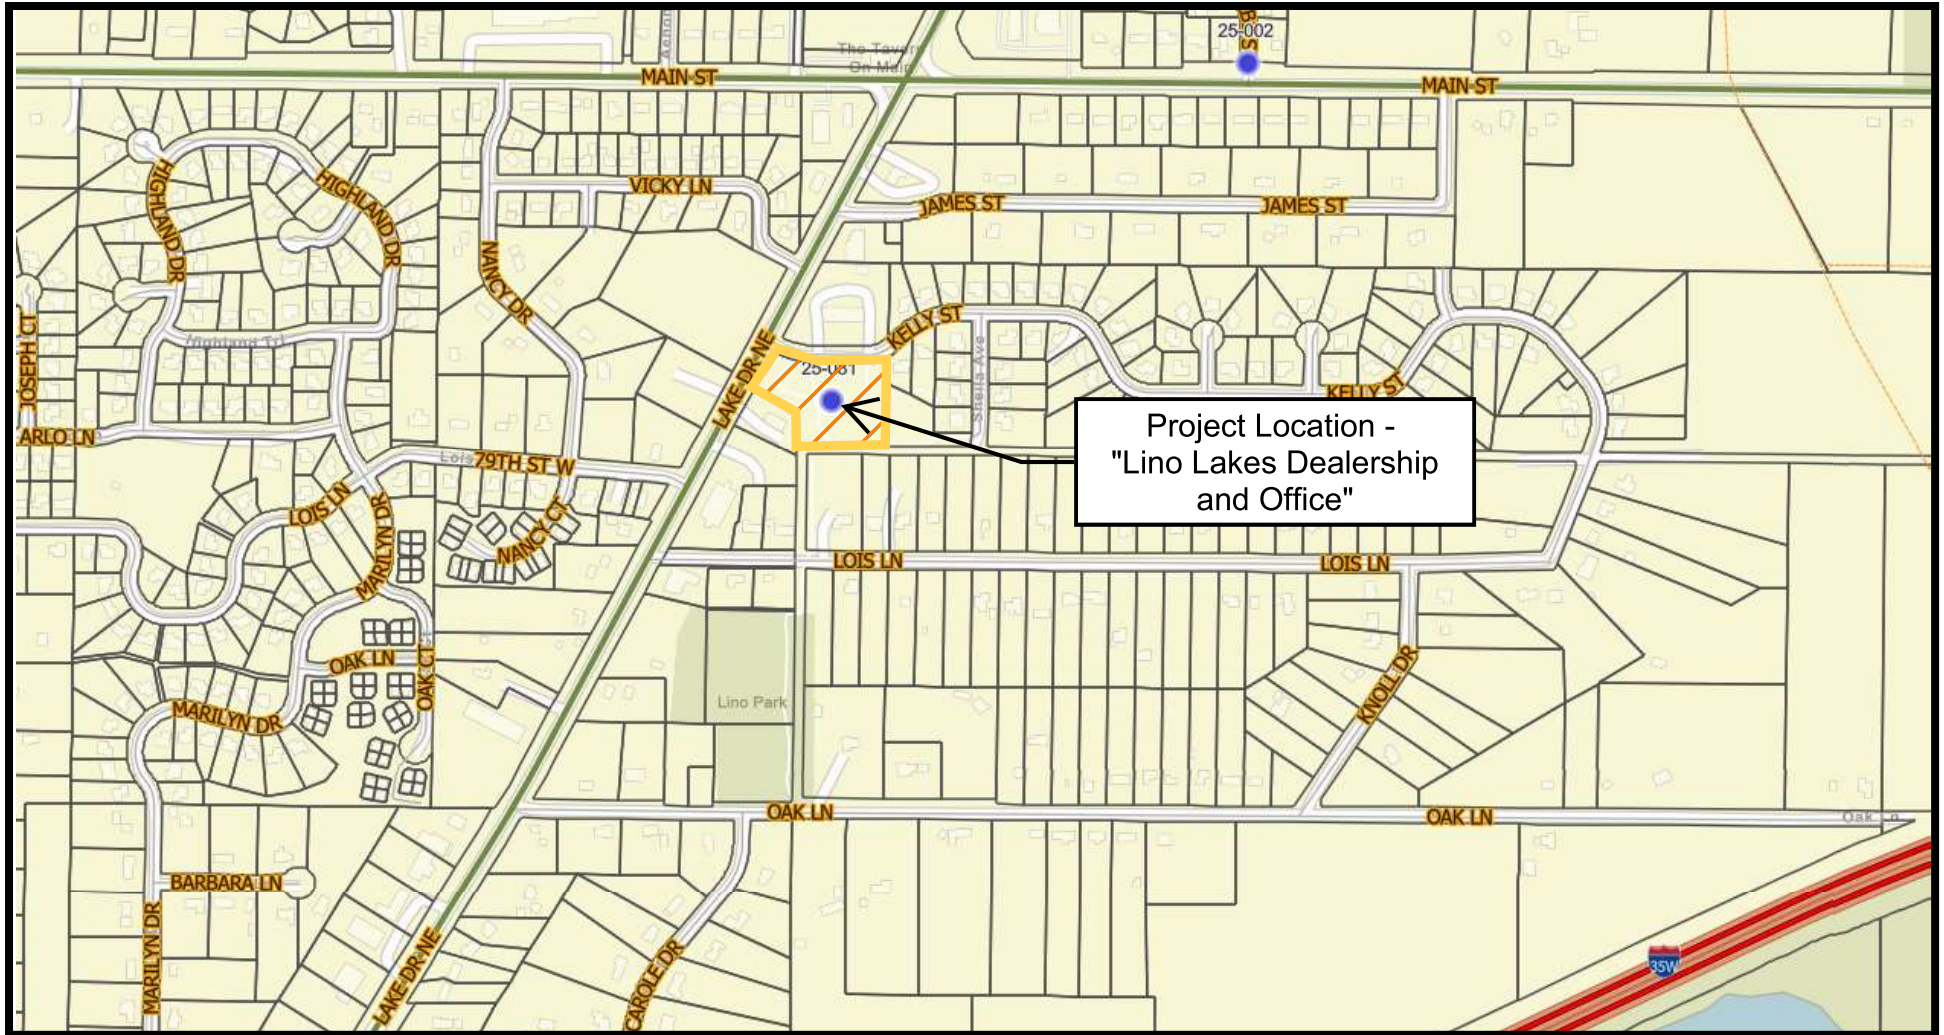 25-002
The Tavern
On Main
MAIN ST
MAIN ST
HIGHLAND DR
HIGHLAND DR
VICKY LN
JAMES ST
JAMES ST
NANCY DR
JOSEPH CT
Highland Trl
LAKE DR NE
KELLY ST
25-081
Sheila Ave
KELLY ST
Project Location -
"Lino Lakes Dealership
and Office"
ARLO LN
Lois
79TH ST W
LOIS LN
MARILYN DR
NANCY CT
LOIS LN
LOIS LN
OAK LN
OAK CT
MARILYN DR
Lino Park
KNOLL DR
OAK LN
OAK LN
Oak Ln
BARBARA LN
MARILYN DR
LAKE DR NE
CAROLE DR
35W